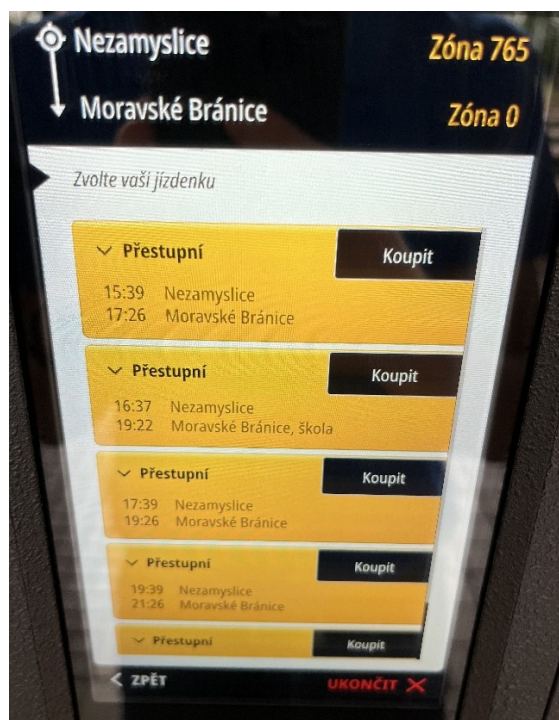 Nezamyslice Zóna 765
Moravské Bránice Zóna 0
Zvolte vaší jízdenku
Přestupní Koupit
15:39 Nezamyslice
17:26 Moravské Bránice
Přestupní Koupit
16:37 Nezamyslice
19:22 Moravské Bránice, škola
Přestupní Koupit
17:39 Nezamyslice
19:26 Moravské Bránice
Přestupní Koupit
19:39 Nezamyslice
21:26 Moravské Bránice
Přestupní Koupit
ZPĚT UKONČIT